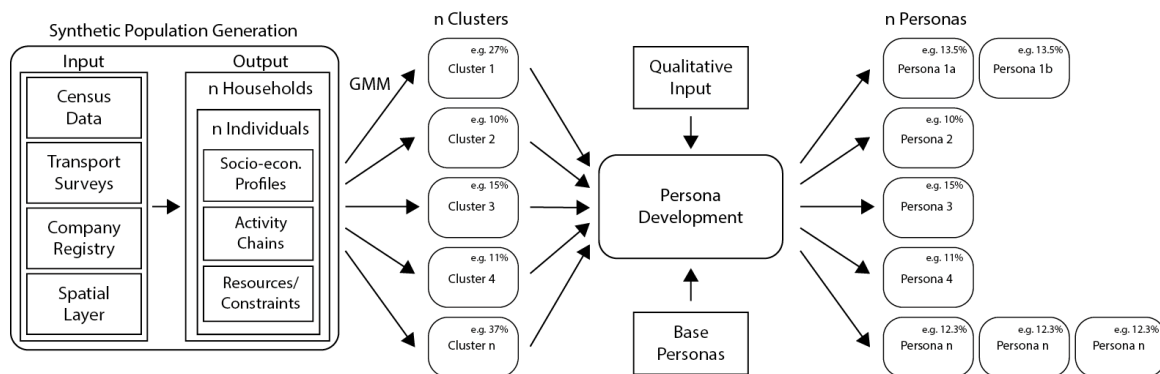 Synthetic Population Generation
Input
Census
Data
Transport
Surveys
Company
Registry
Spatial
Layer
Output
n Households
n Individuals
Socio-econ.
Profiles
Activity
Chains
Resources/
Constraints
GMM
n Clusters
e.g. 27%
Cluster 1
e.g. 10%
Cluster 2
e.g. 15%
Cluster 3
e.g. 11%
Cluster 4
e.g. 37%
Cluster n
Qualitative
Input
Persona
Development
Base
Personas
n Personas
e.g. 13.5%
Persona 1a
e.g. 13.5%
Persona 1b
e.g. 10%
Persona 2
e.g. 15%
Persona 3
e.g. 11%
Persona 4
e.g. 12.3%
Persona n
e.g. 12.3%
Persona n
e.g. 12.3%
Persona n